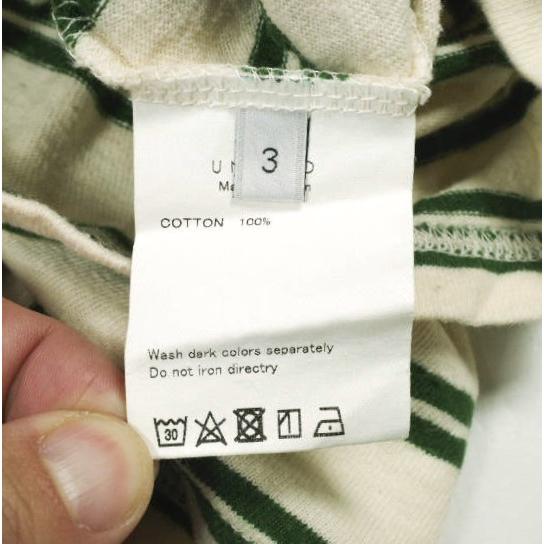 3
COTTON 100%
Wash dark colors separately
Do not iron directry
30